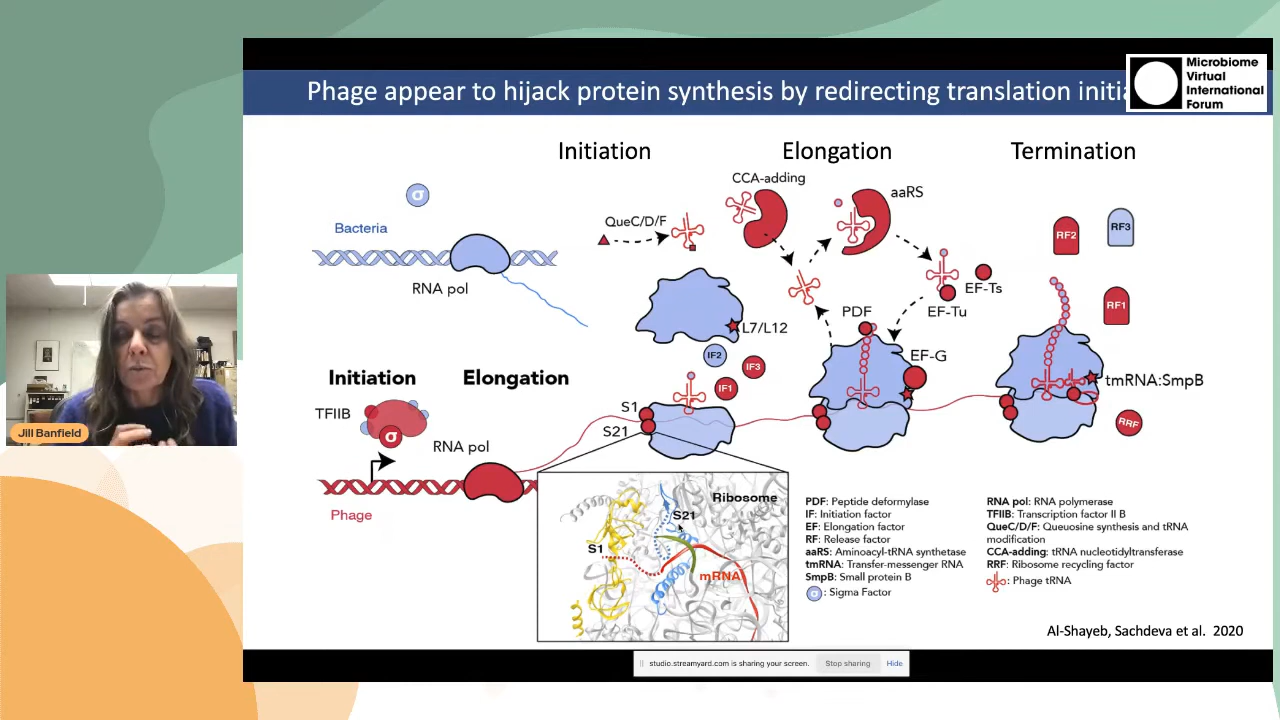 Phage appear to hijack protein synthesis by redirecting translation
Microbiome
Virtual
International
Forum
Initiation
Elongation
Termination
CCA-adding
aaRS
σ
QueC/D/F
Bacteria
RF2
RF3
RNA pol
EF-Ts
EF-Tu
PDF
RF1
L7/L12
IF2
EF-G
IF3
Initiation
Elongation
IF1
tmRNA:SmpB
TFIIB
S1
S21
RRF
σ
RNA pol
Phage
Ribosome
S21
S1
mRNA
PDF: Peptide deformylase
IF: Initiation factor
EF: Elongation factor
RF: Release factor
aaRS: Aminoacyl-tRNA synthetase
tmRNA: Transfer-messenger RNA
SmpB: Small protein B
σ: Sigma Factor
RNA pol: RNA polymerase
TFIIB: Transcription factor II B
QueC/D/F: Queuosine synthesis and tRNA
modification
CCA-adding: tRNA nucleotidyltransferase
RRF: Ribosome recycling factor
: Phage tRNA
Al-Shayeb, Sachdeva et al. 2020
Jill Banfield
studio.streamyard.com is sharing your screen.
Stop sharing
Hide